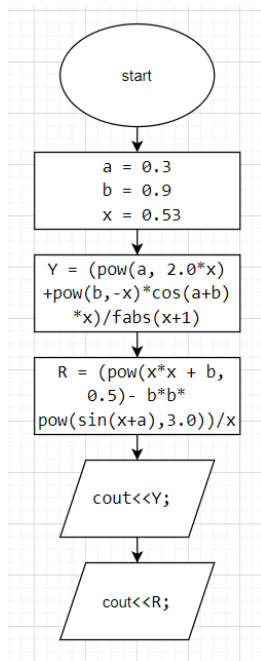 start
a = 0.3
b = 0.9
x = 0.53
Y = (pow(a, 2.0*x)
+pow(b,-x)*cos(a+b)
*x)/fabs(x+1)
R = (pow(x*x + b,
0.5)- b*b*
pow(sin(x+a),3.0))/x
cout<<Y;
cout<<R;